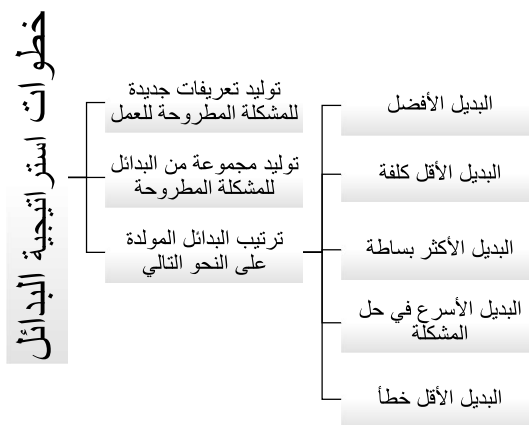 خطوات استراتيجية البدائل
توليد تعريفات جديدة
للمشكلة المطروحة للعمل
توليد مجموعة من البدائل
للمشكلة المطروحة
ترتيب البدائل المولدة
على النحو التالي
البديل الأفضل
البديل الأقل كلفة
البديل الأكثر بساطة
البديل الأسرع في حل
المشكلة
البديل الأقل خطأ